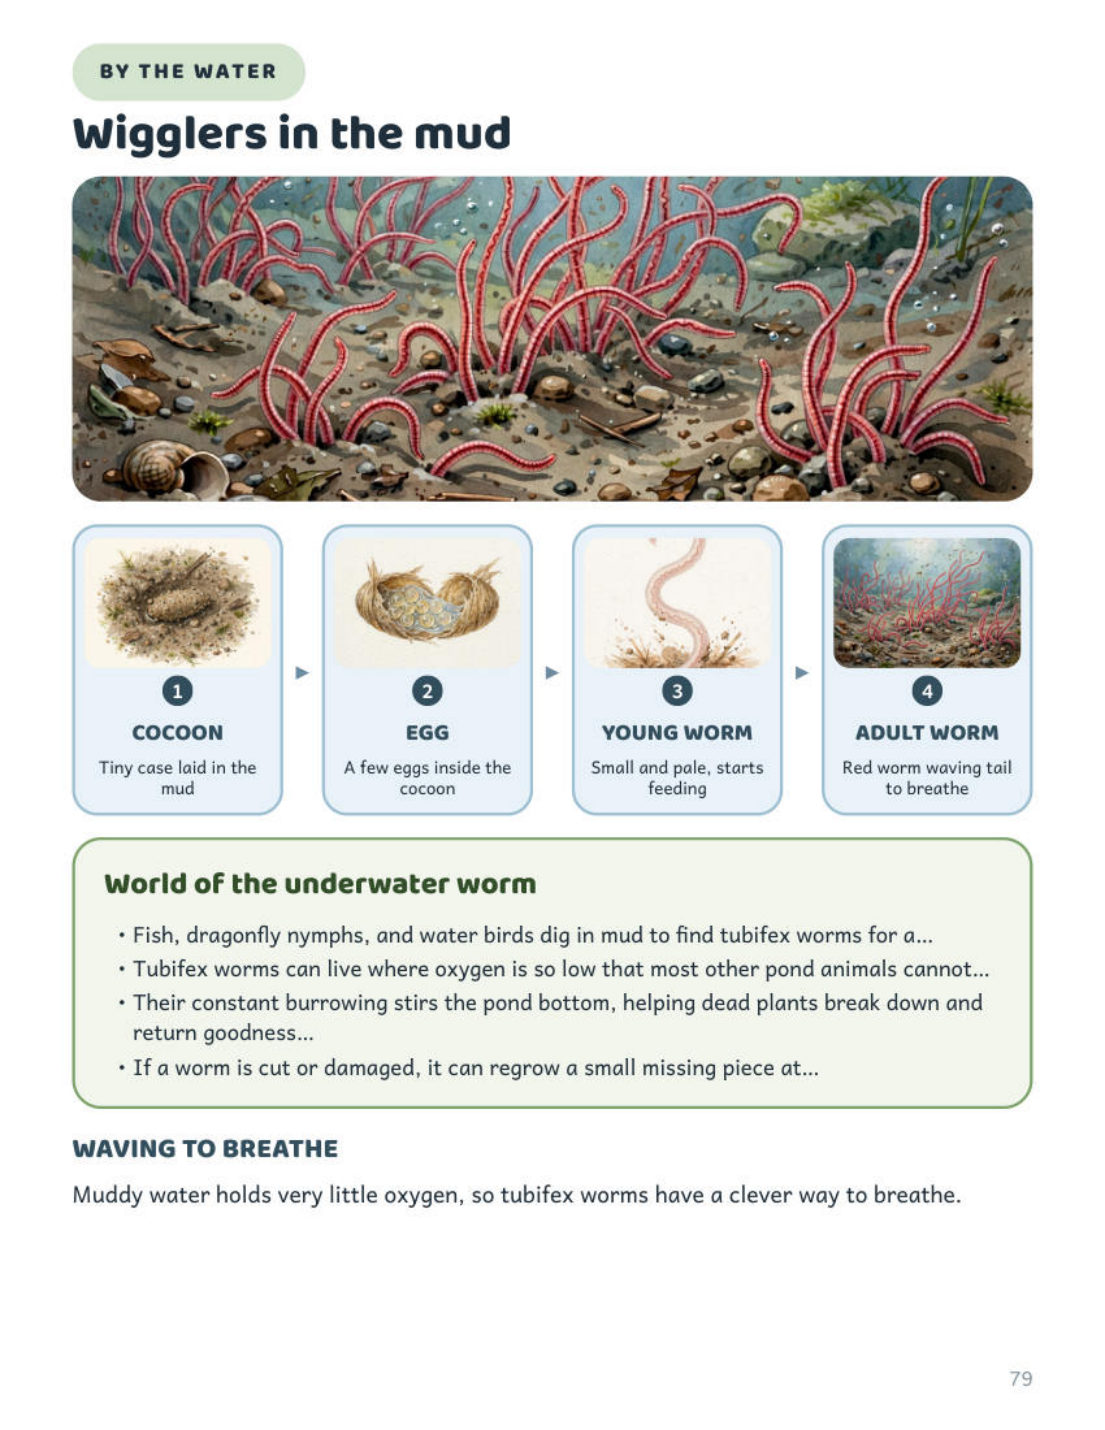 BY THE WATER
Wigglers in the mud
1
COCOON
Tiny case laid in the
mud
2
EGG
A few eggs inside the
cocoon
3
YOUNG WORM
Small and pale, starts
feeding
4
ADULT WORM
Red worm waving tail
to breathe
World of the underwater worm
• Fish, dragonfly nymphs, and water birds dig in mud to find tubifex worms for a...
• Tubifex worms can live where oxygen is so low that most other pond animals cannot...
• Their constant burrowing stirs the pond bottom, helping dead plants break down and
return goodness...
• If a worm is cut or damaged, it can regrow a small missing piece at...
WAVING TO BREATHE
Muddy water holds very little oxygen, so tubifex worms have a clever way to breathe.
79